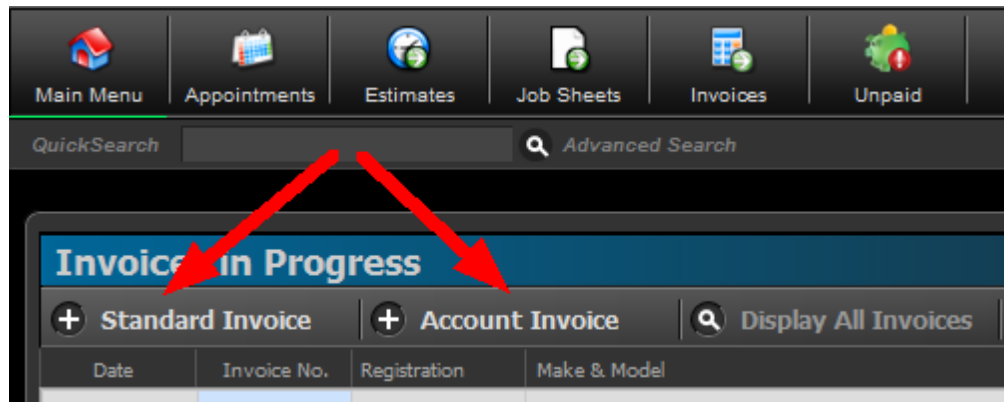 Main Menu Appointments Estimates Job Sheets Invoices Unpaid
QuickSearch Advanced Search
Invoices in Progress
Standard Invoice Account Invoice Display All Invoices
Date Invoice No. Registration Make & Model